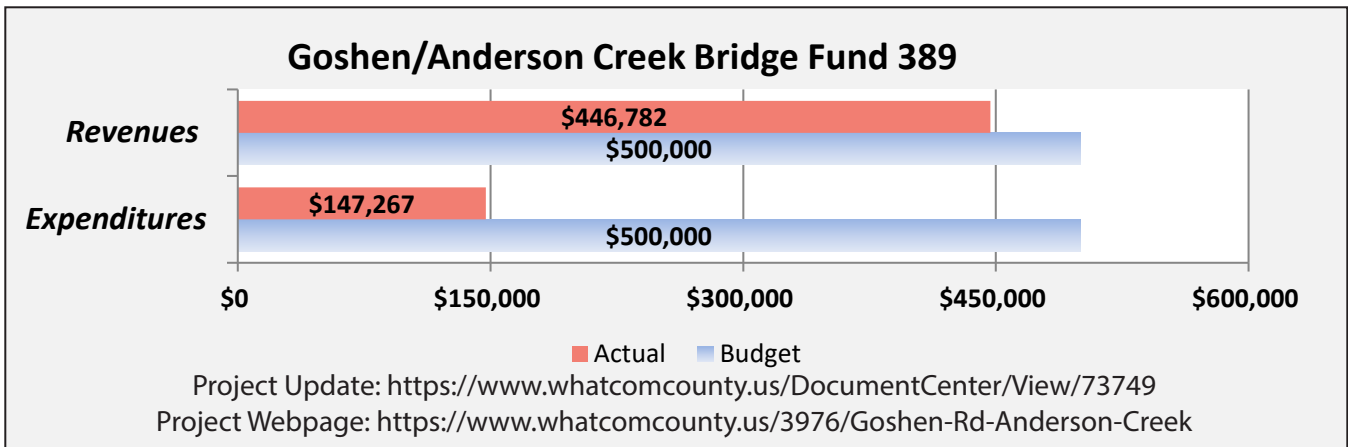 Goshen/Anderson Creek Bridge Fund 389
Revenues
$446,782
$500,000
Expenditures
$147,267
$500,000
$0 $150,000 $300,000 $450,000 $600,000
Actual Budget
Project Update: https://www.whatcomcounty.us/DocumentCenter/View/73749
Project Webpage: https://www.whatcomcounty.us/3976/Goshen-Rd-Anderson-Creek